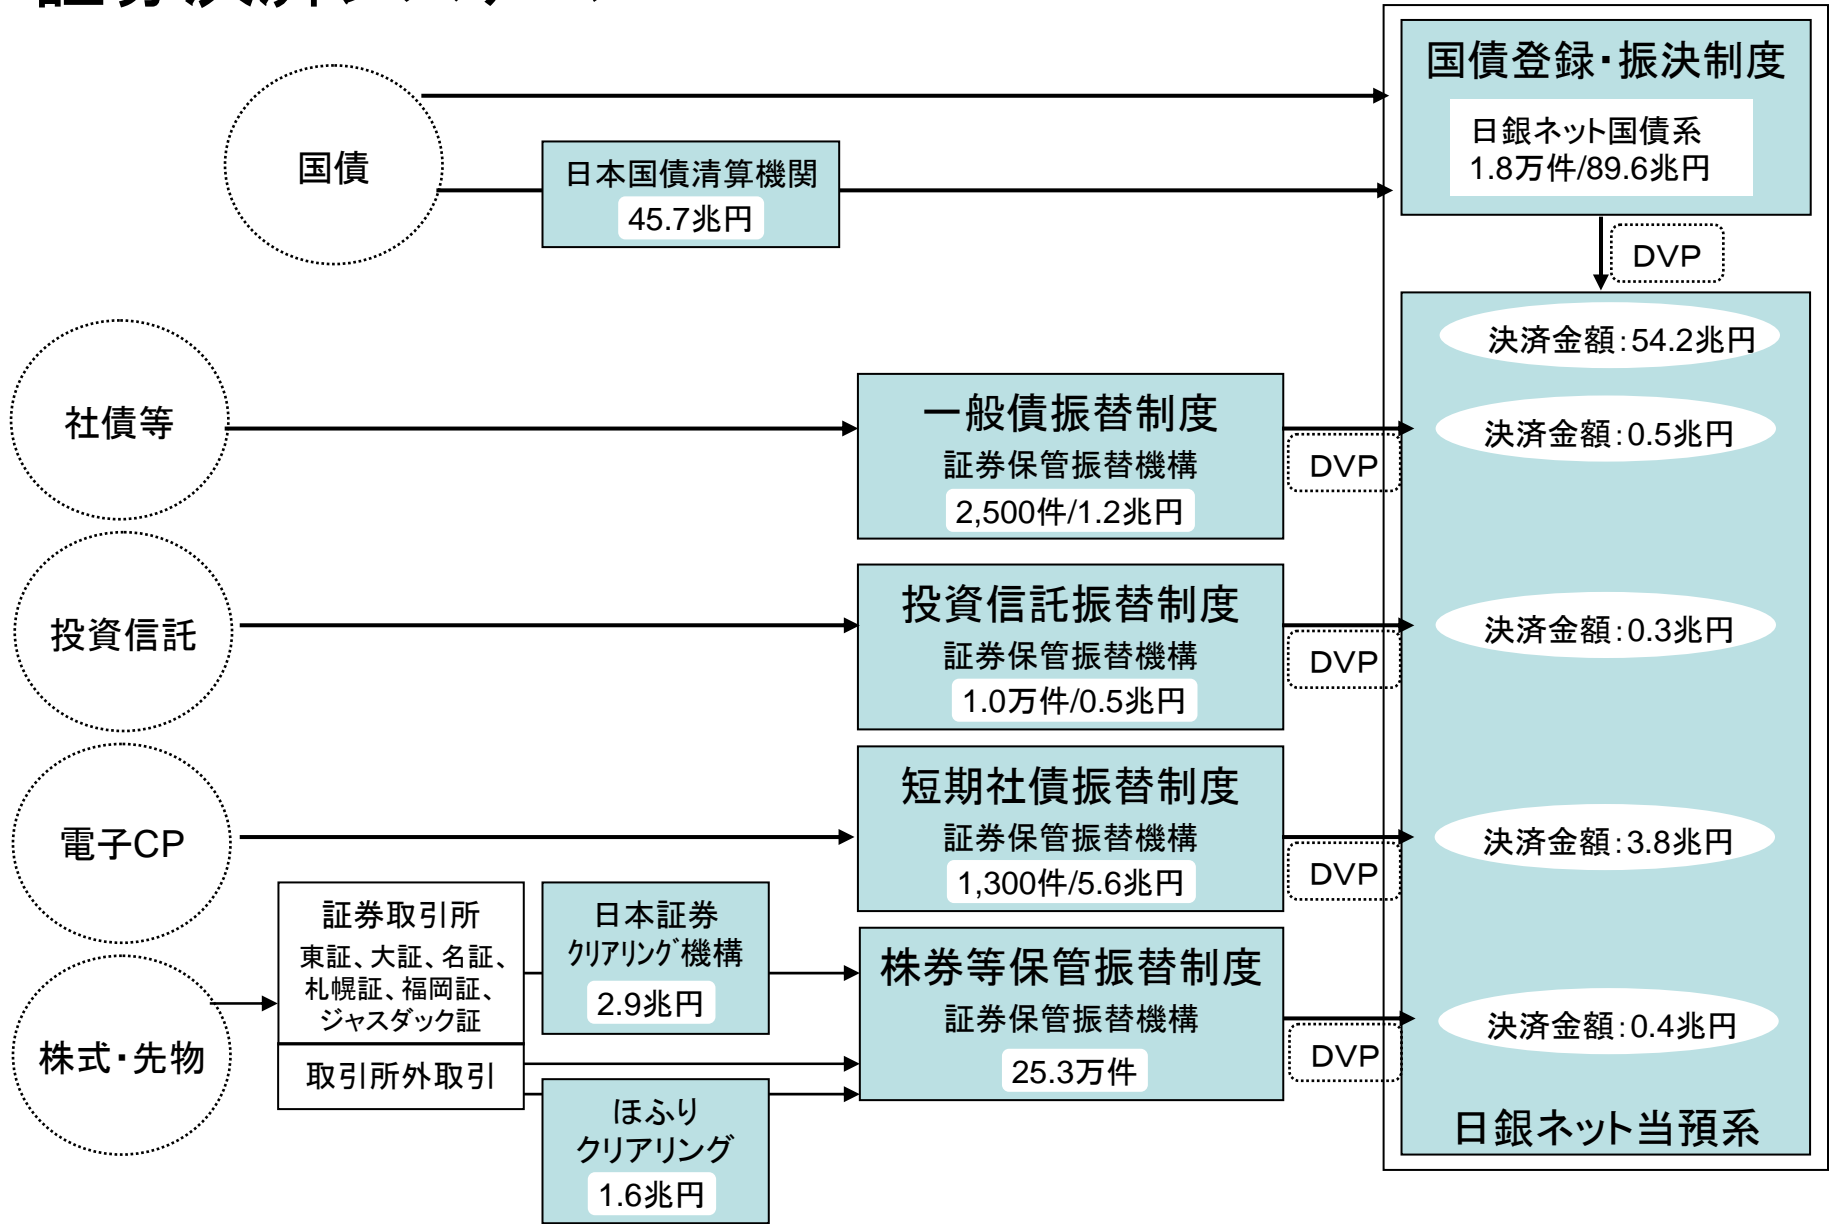 国債登録・振決制度
日銀ネット国債系
1.8万件/89.6兆円
国債
日本国債清算機関
45.7兆円
DVP
決済金額:54.2兆円
社債等
一般債振替制度
証券保管振替機構
2,500件/1.2兆円
DVP
決済金額:0.5兆円
投資信託
投資信託振替制度
証券保管振替機構
1.0万件/0.5兆円
DVP
決済金額:0.3兆円
電子CP
短期社債振替制度
証券保管振替機構
1,300件/5.6兆円
DVP
決済金額:3.8兆円
株式・先物
証券取引所
東証、大証、名証、
札幌証、福岡証、
ジャスダック証
取引所外取引
日本証券
クリアリング機構
2.9兆円
ほふり
クリアリング
1.6兆円
株券等保管振替制度
証券保管振替機構
25.3万件
DVP
決済金額:0.4兆円
日銀ネット当預系